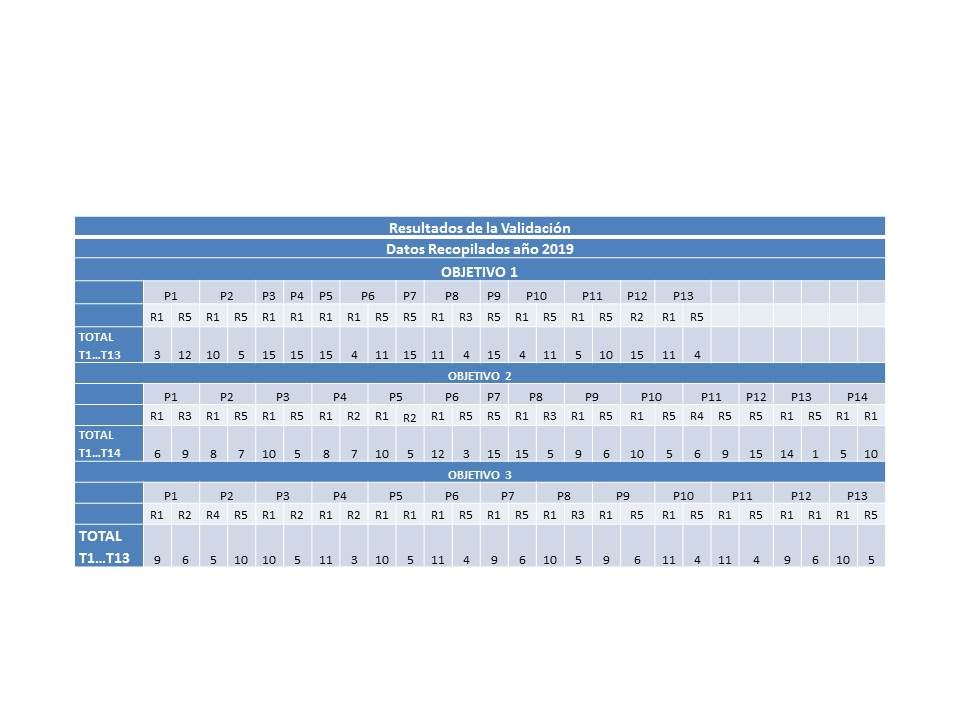 Resultados de la Validación
Datos Recopilados año 2019
OBJETIVO 1
P1 P2 P3 P4 P5 P6 P7 P8 P9 P10 P11 P12 P13
R1 R5 R1 R5 R1 R1 R1 R1 R5 R5 R1 R3 R5 R1 R5 R1 R5 R2 R1 R5
TOTAL
T1...T13 3 12 10 5 15 15 15 4 11 15 11 4 15 4 11 5 10 15 11 4
OBJETIVO 2
P1 P2 P3 P4 P5 P6 P7 P8 P9 P10 P11 P12 P13 P14
R1 R3 R1 R5 R1 R5 R1 R2 R1 R2 R1 R5 R5 R1 R3 R1 R5 R1 R5 R4 R5 R5 R1 R5 R1 R1
TOTAL
T1...T14 6 9 8 7 10 5 8 7 10 5 12 3 15 15 5 9 6 10 5 6 9 15 14 1 5 10
OBJETIVO 3
P1 P2 P3 P4 P5 P6 P7 P8 P9 P10 P11 P12 P13
R1 R2 R4 R5 R1 R2 R1 R2 R1 R5 R1 R5 R1 R5 R1 R3 R1 R5 R1 R5 R1 R5 R1 R1 R1 R5
TOTAL
T1...T13 9 6 5 10 10 5 11 3 10 5 11 4 9 6 10 5 9 6 11 4 11 4 9 6 10 5